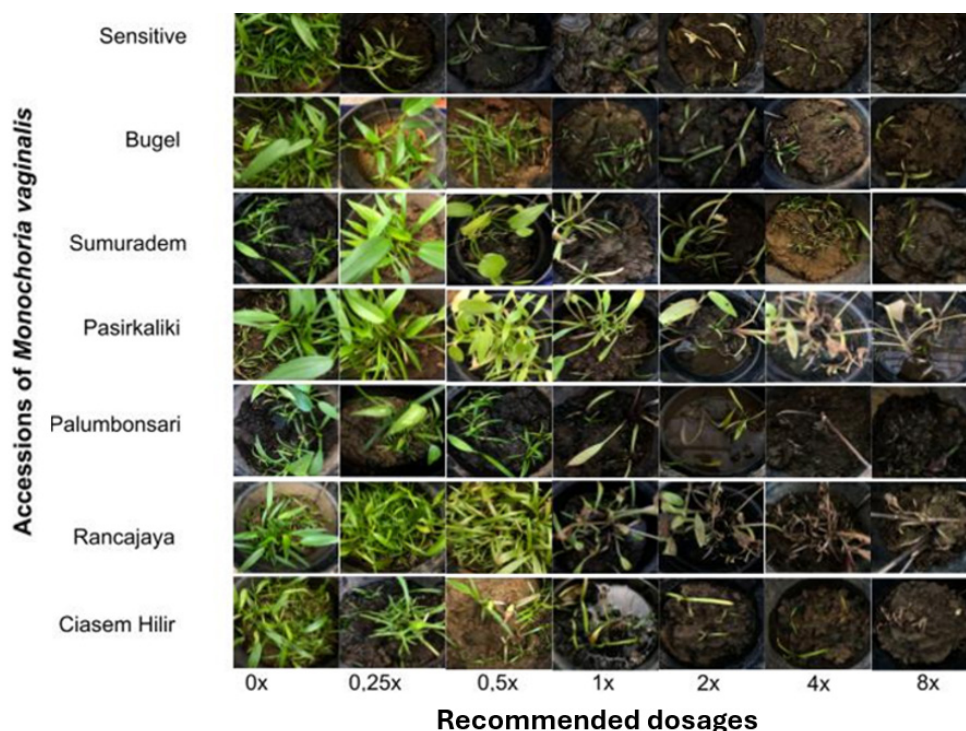 Accessions of Monochoria vaginalis
Sensitive
Bugel
Sumuradem
Pasirkaliki
Palumbonsari
Rancajaya
Ciasem Hilir
0x 0,25x 0,5x 1x 2x 4x 8x
Recommended dosages